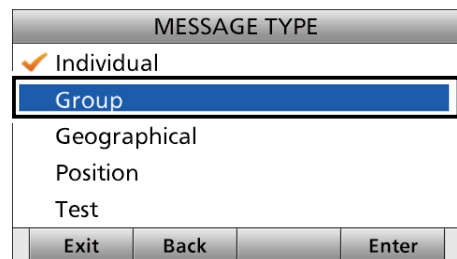 MESSAGE TYPE
Individual
Group
Geographical
Position
Test
Exit Back Enter